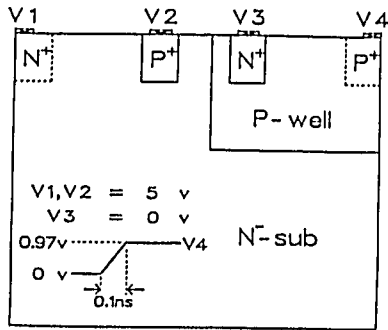 V1 V2 V3 V4
N+ P+ N+ P+
P-well
V1,V2 = 5 v
V3 = 0 v
0.97v V4
N--sub
0 v
0.1ns